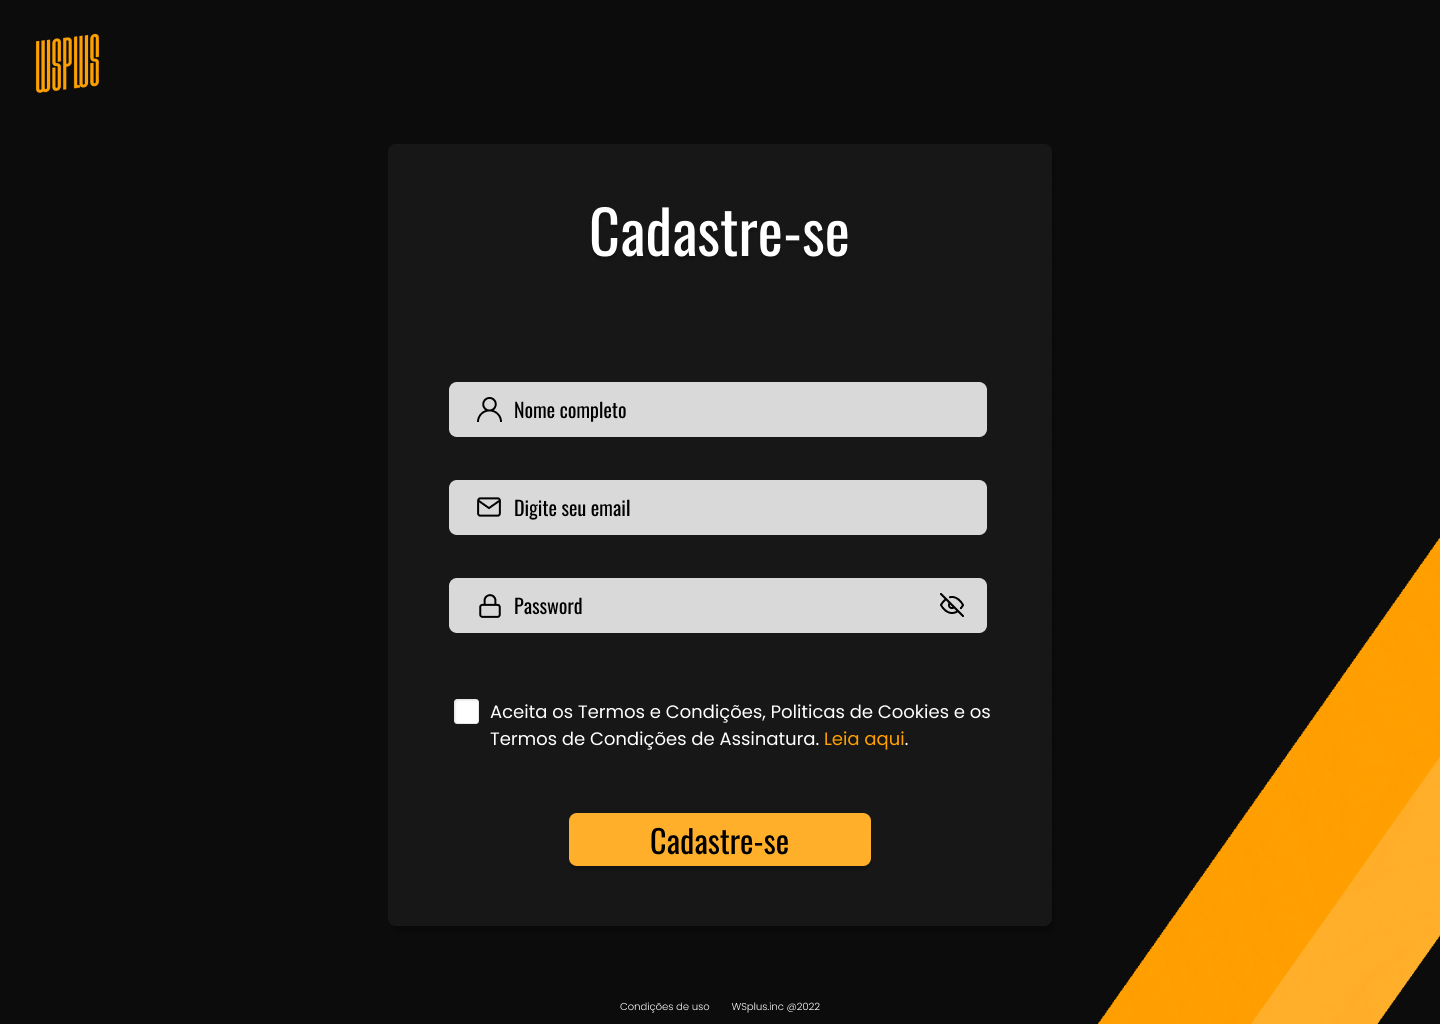 WSPLUS
Cadastre-se
Nome completo
Digite seu email
Password
Aceita os Termos e Condições, Politicas de Cookies e os
Termos de Condições de Assinatura. Leia aqui.
Cadastre-se
Condições de uso WSplus.inc @2022